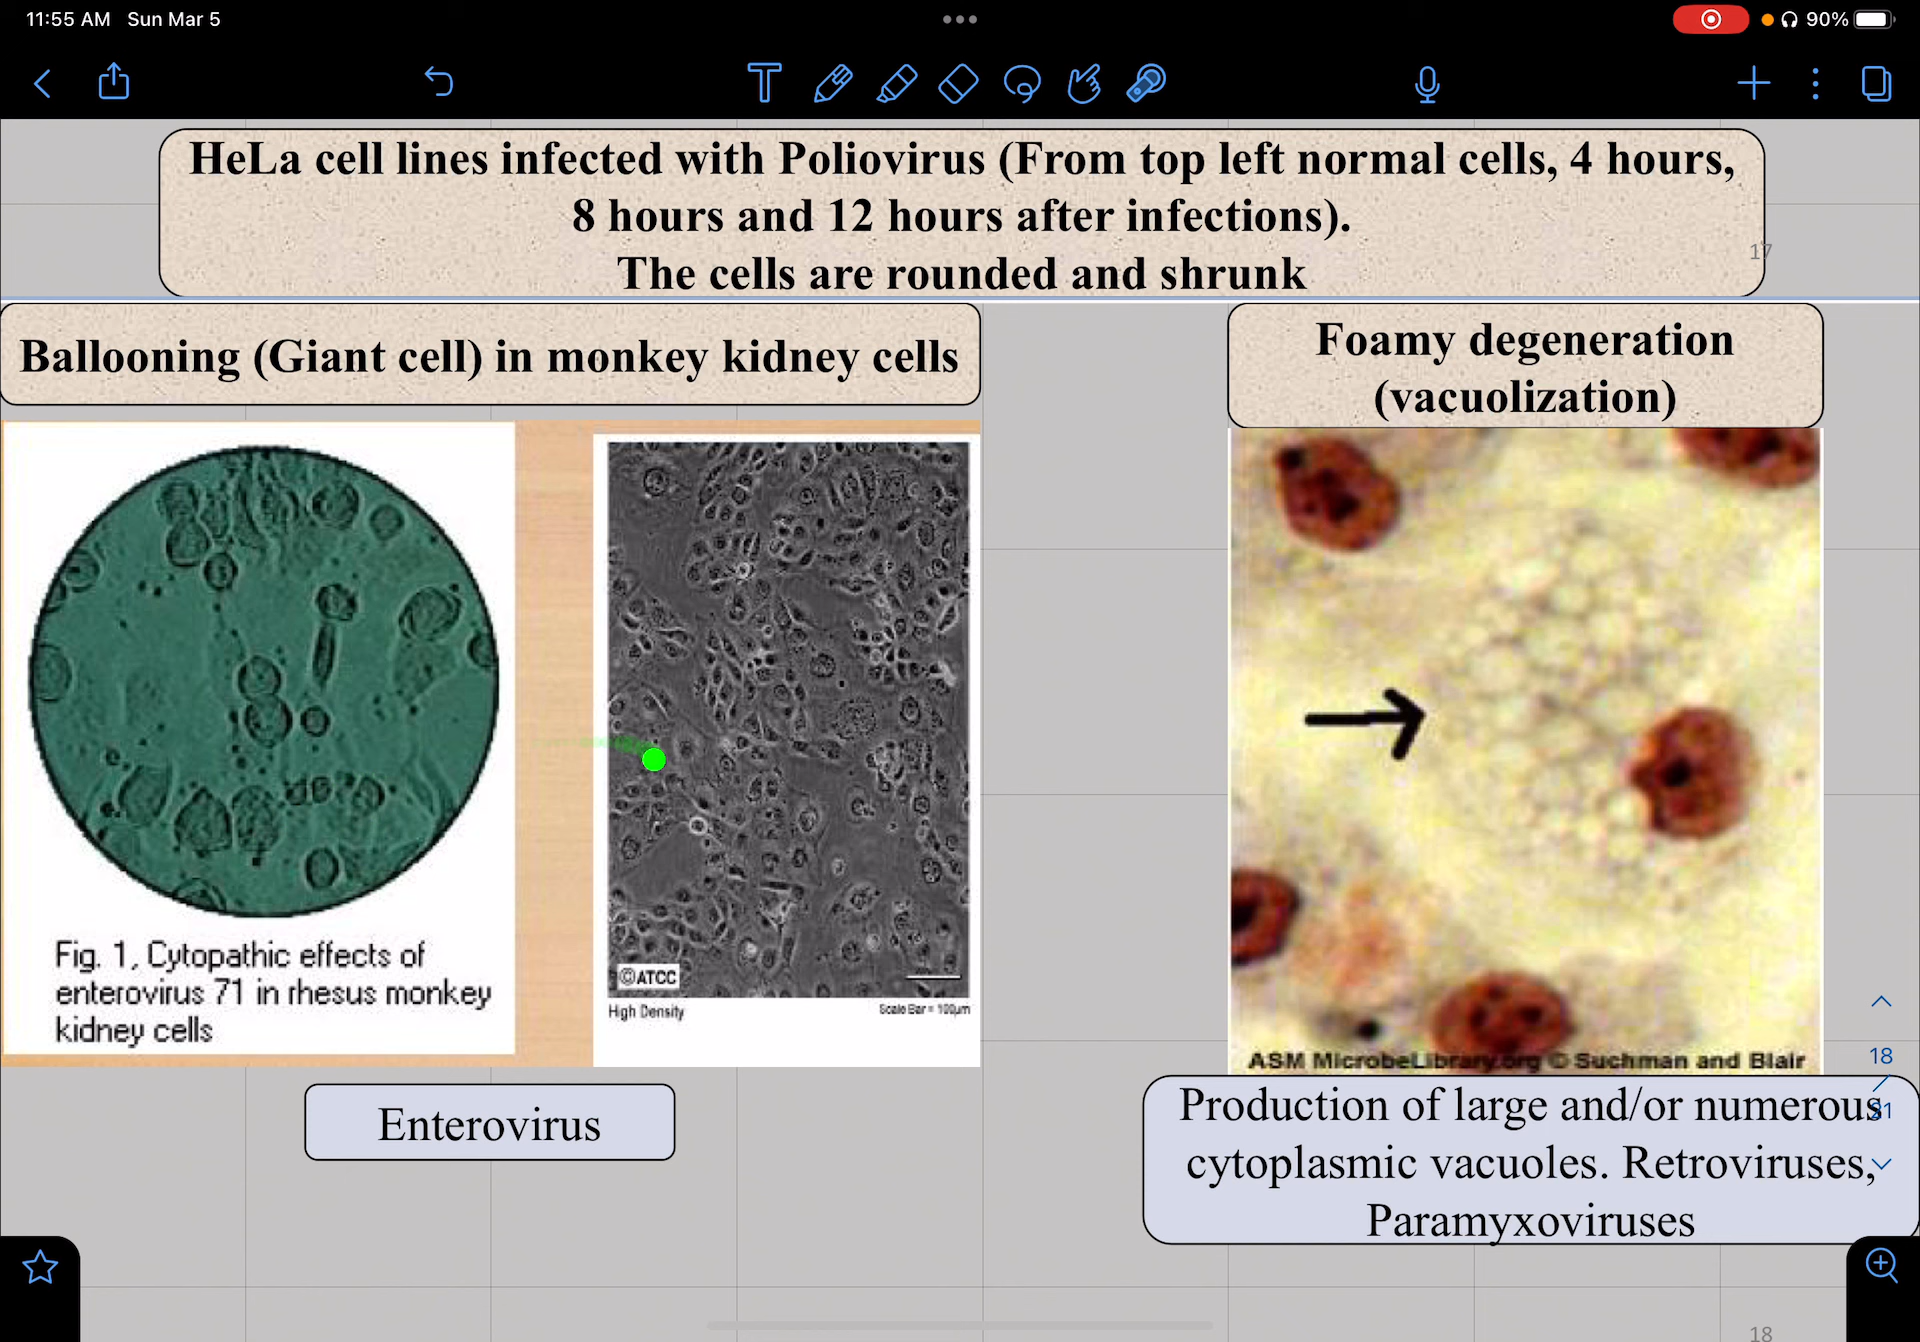 11:55 AM Sun Mar 5
90%
HeLa cell lines infected with Poliovirus (From top left normal cells, 4 hours,
8 hours and 12 hours after infections).
The cells are rounded and shrunk
17
Ballooning (Giant cell) in monkey kidney cells
Foamy degeneration
(vacuolization)
Fig. 1, Cytopathic effects of
enterovirus 71 in rhesus monkey
kidney cells
©ATCC
High Density
Scale Bar = 100µm
ASM MicrobeLibrary.org © Suchman and Blair
Enterovirus
Production of large and/or numerous
cytoplasmic vacuoles. Retroviruses,
Paramyxoviruses
18
/
21
18